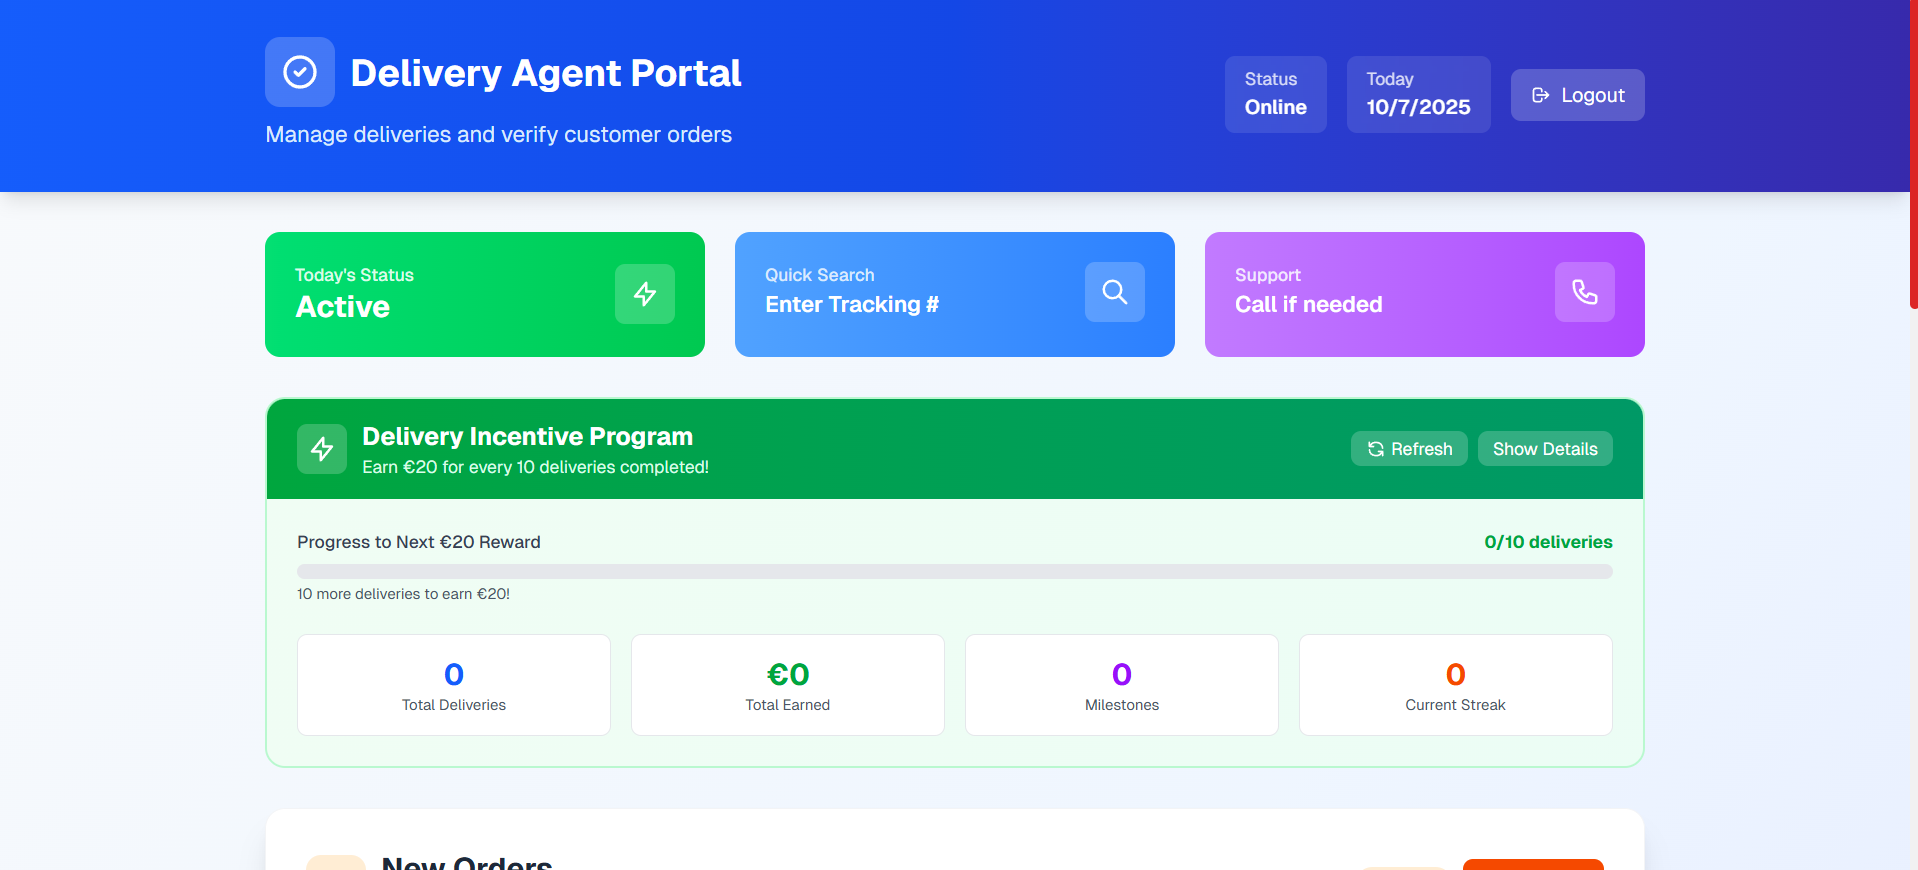 Delivery Agent Portal
Manage deliveries and verify customer orders
Status
Online
Today
10/7/2025
Logout
Today's Status
Active
Quick Search
Enter Tracking #
Support
Call if needed
Delivery Incentive Program
Earn €20 for every 10 deliveries completed!
Refresh
Show Details
Progress to Next €20 Reward
0/10 deliveries
10 more deliveries to earn €20!
0
Total Deliveries
€0
Total Earned
0
Milestones
0
Current Streak
New Orders